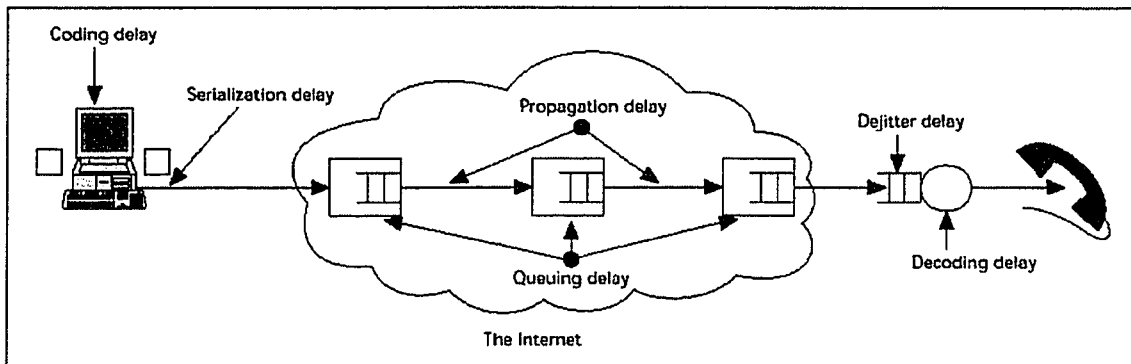 Coding delay
Serialization delay
Propagation delay
Dejitter delay
Queuing delay
Decoding delay
The Internet